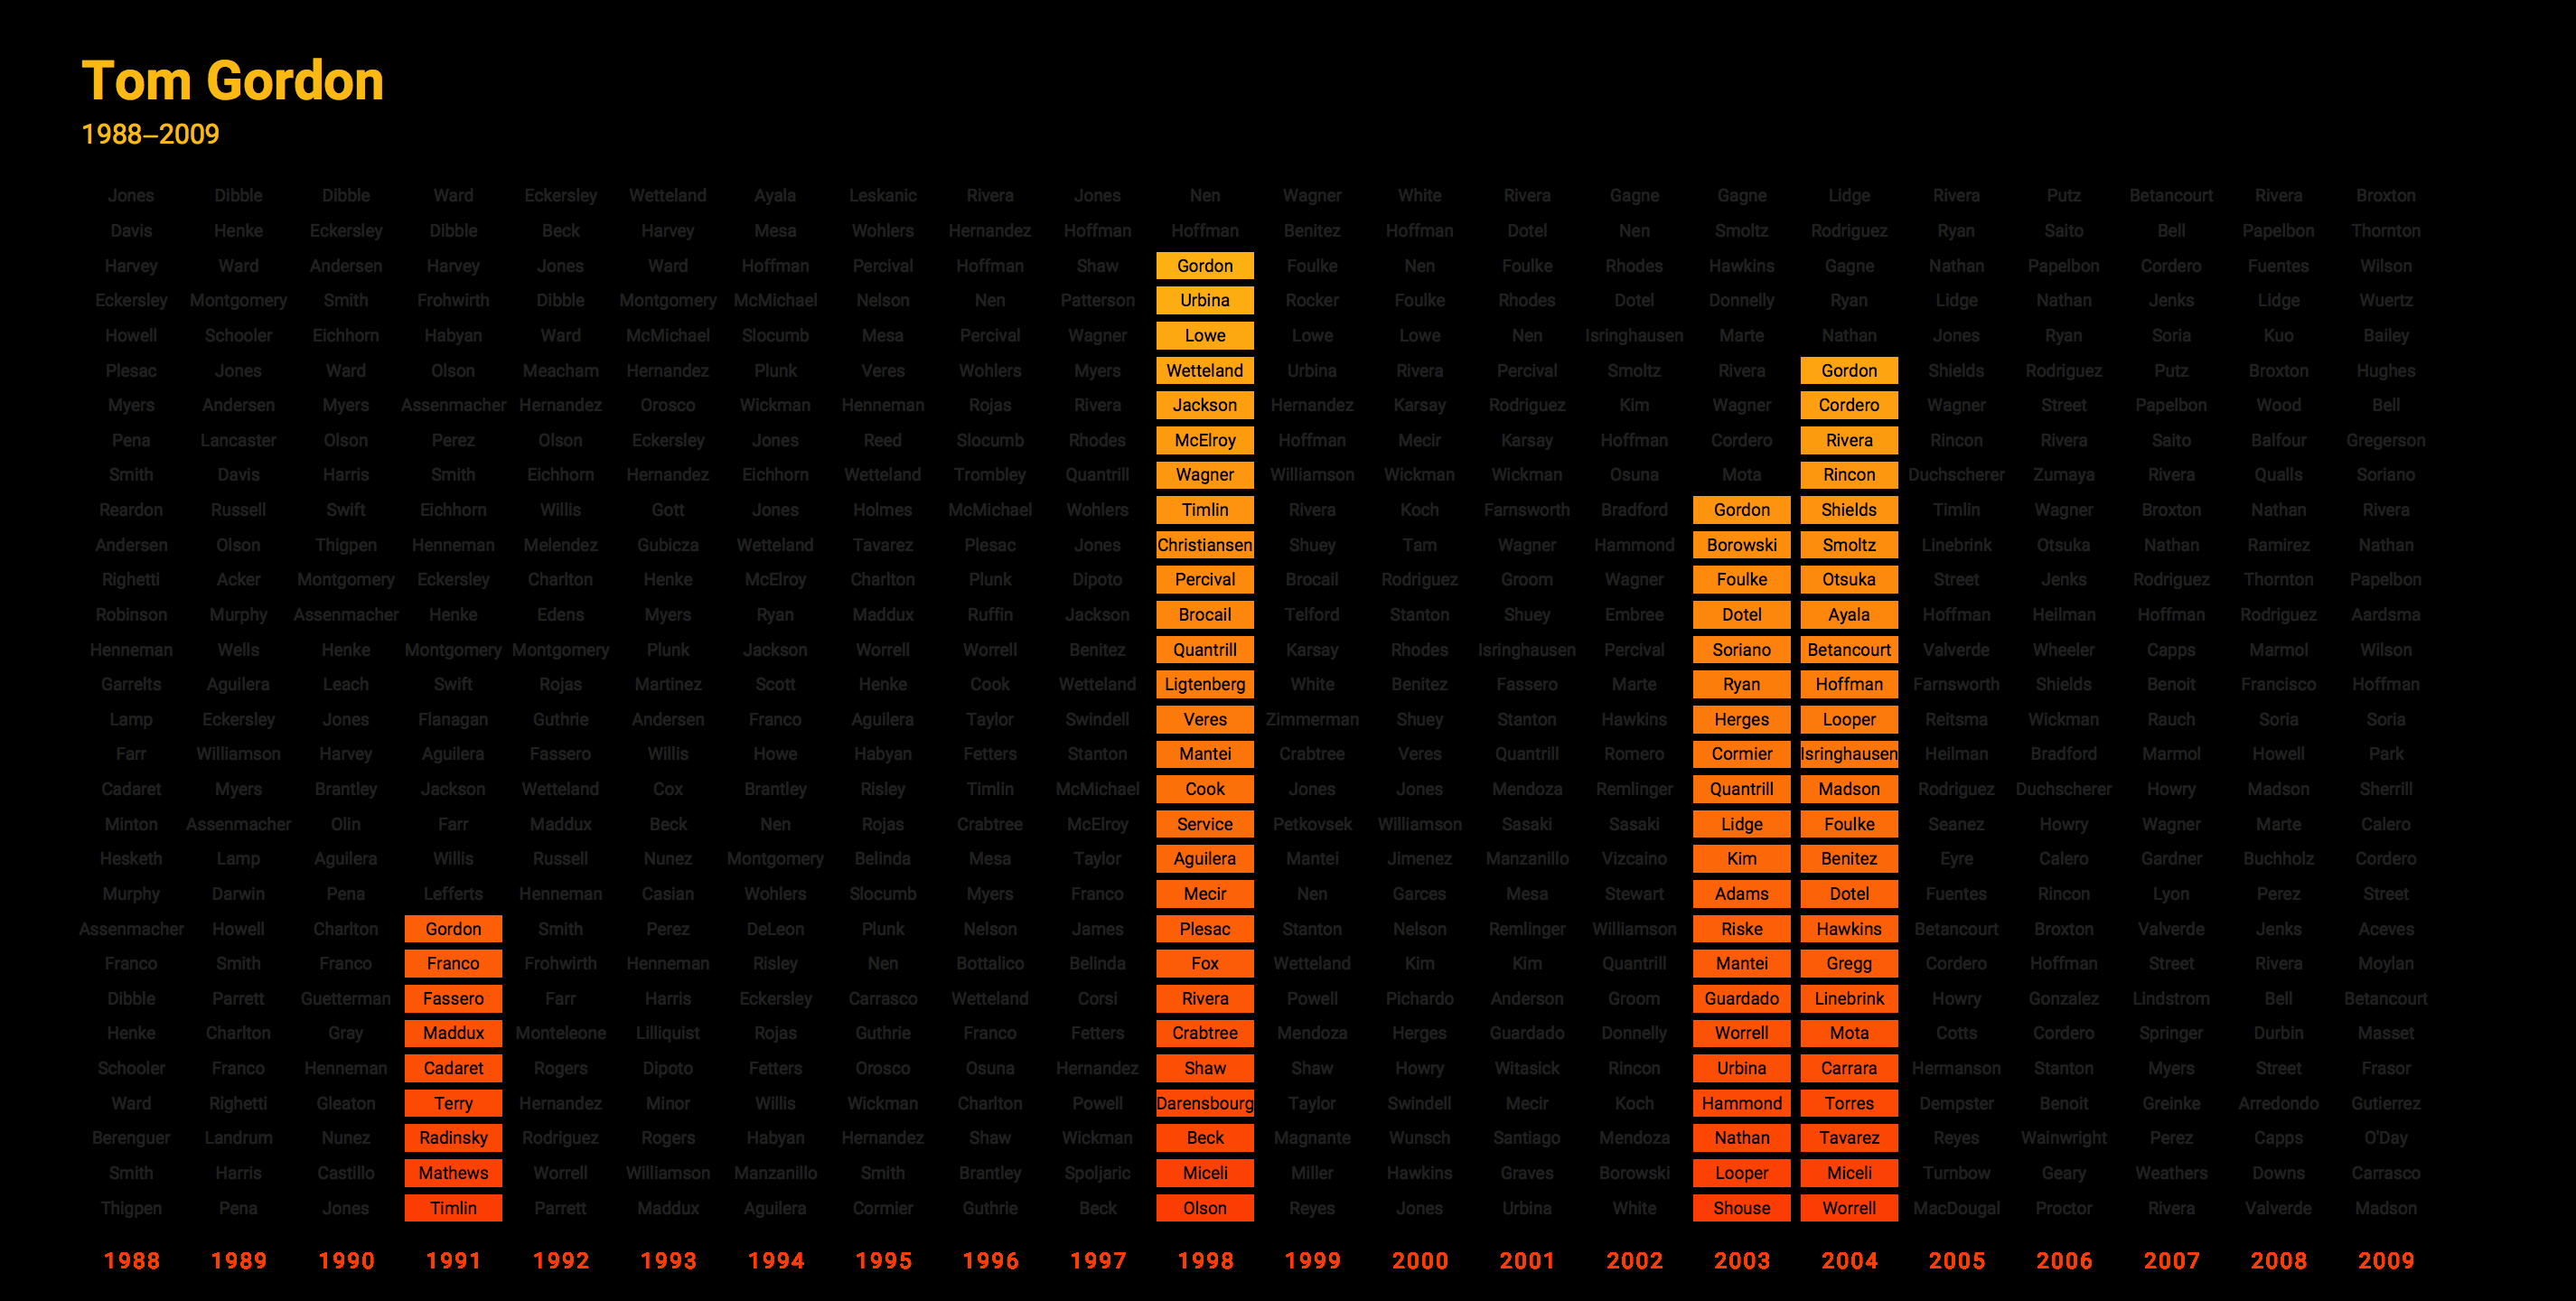 Tom Gordon
1988–2009
Jones Dibble Dibble Ward Eckersley Wetteland Ayala Leskanic Rivera Jones Nen Wagner White Rivera Gagne Gagne Lidge Rivera Putz Betancourt Rivera Broxton
Davis Henke Eckersley Dibble Beck Harvey Mesa Wohlers Hernandez Hoffman Hoffman Benitez Hoffman Dotel Nen Smoltz Rodriguez Ryan Saito Bell Papelbon Thornton
Harvey Ward Andersen Harvey Jones Ward Hoffman Percival Hoffman Shaw Gordon Foulke Nen Foulke Rhodes Hawkins Gagne Nathan Papelbon Cordero Fuentes Wilson
Eckersley Montgomery Smith Frohwirth Dibble Montgomery McMichael Nelson Nen Patterson Urbina Rocker Foulke Rhodes Dotel Donnelly Ryan Lidge Nathan Jenks Lidge Wuertz
Howell Schooler Eichhorn Habyan Ward McMichael Slocumb Mesa Percival Wagner Lowe Lowe Lowe Nen Isringhausen Marte Nathan Jones Ryan Soria Kuo Bailey
Plesac Jones Ward Olson Meacham Hernandez Plunk Veres Wohlers Myers Wetteland Urbina Rivera Percival Smoltz Rivera Gordon Shields Rodriguez Putz Broxton Hughes
Myers Andersen Myers Assenmacher Hernandez Orosco Wickman Henneman Rojas Rivera Jackson Hernandez Karsay Rodriguez Kim Wagner Cordero Wagner Street Papelbon Wood Bell
Pena Lancaster Olson Perez Olson Eckersley Jones Reed Slocumb Rhodes McElroy Hoffman Mecir Karsay Hoffman Cordero Rivera Rincon Rivera Saito Balfour Gregerson
Smith Davis Harris Smith Eichhorn Hernandez Eichhorn Wetteland Trombley Quantrill Wagner Williamson Wickman Wickman Osuna Mota Rincon Duchscherer Zumaya Rivera Qualls Soriano
Reardon Russell Swift Eichhorn Willis Gott Jones Holmes McMichael Wohlers Timlin Rivera Koch Farnsworth Bradford Gordon Shields Timlin Wagner Broxton Nathan Rivera
Andersen Olson Thigpen Henneman Melendez Gubicza Wetteland Tavarez Plesac Jones Christiansen Shuey Tam Wagner Hammond Borowski Smoltz Linebrink Otsuka Nathan Ramirez Nathan
Righetti Acker Montgomery Eckersley Charlton Henke McElroy Charlton Plunk Dipoto Percival Brocail Rodriguez Groom Wagner Foulke Otsuka Street Jenks Rodriguez Thornton Papelbon
Robinson Murphy Assenmacher Henke Edens Myers Ryan Maddux Ruffin Jackson Brocail Telford Stanton Shuey Embree Dotel Ayala Hoffman Heilman Hoffman Rodriguez Aardsma
Henneman Wells Henke Montgomery Montgomery Plunk Jackson Worrell Worrell Benitez Quantrill Karsay Rhodes Isringhausen Percival Soriano Betancourt Valverde Wheeler Capps Marmol Wilson
Garrelts Aguilera Leach Swift Rojas Martinez Scott Henke Cook Wetteland Ligtenberg White Benitez Fassero Marte Ryan Hoffman Farnsworth Shields Benoit Francisco Hoffman
Lamp Eckersley Jones Flanagan Guthrie Andersen Franco Aguilera Taylor Swindell Veres Zimmerman Shuey Stanton Hawkins Herges Looper Reitsma Wickman Rauch Soria Soria
Farr Williamson Harvey Aguilera Fassero Willis Howe Habyan Fetters Stanton Mantei Crabtree Veres Quantrill Romero Cormier Isringhausen Heilman Bradford Marmol Howell Park
Cadaret Myers Brantley Jackson Wetteland Cox Brantley Risley Timlin McMichael Cook Jones Jones Mendoza Remlinger Quantrill Madson Rodriguez Duchscherer Howry Madson Sherrill
Minton Assenmacher Olin Farr Maddux Beck Nen Rojas Crabtree McElroy Service Petkovsek Williamson Sasaki Sasaki Lidge Foulke Seanez Howry Wagner Marte Calero
Hesketh Lamp Aguilera Willis Russell Nunez Montgomery Belinda Mesa Taylor Aguilera Mantei Jimenez Manzanillo Vizcaino Kim Benitez Eyre Calero Gardner Buchholz Cordero
Murphy Darwin Pena Lefferts Henneman Casian Wohlers Slocumb Myers Franco Mecir Nen Garces Mesa Stewart Adams Dotel Fuentes Rincon Lyon Perez Street
Assenmacher Howell Charlton Gordon Smith Perez DeLeon Plunk Nelson James Plesac Stanton Nelson Remlinger Williamson Riske Hawkins Betancourt Broxton Valverde Jenks Aceves
Franco Smith Franco Franco Frohwirth Henneman Risley Nen Bottalico Belinda Fox Wetteland Kim Kim Quantrill Mantei Gregg Cordero Hoffman Street Rivera Moylan
Dibble Parrett Guetterman Fassero Farr Harris Eckersley Carrasco Wetteland Corsi Rivera Powell Pichardo Anderson Groom Guardado Linebrink Howry Gonzalez Lindstrom Bell Betancourt
Henke Charlton Gray Maddux Monteleone Lilliquist Rojas Guthrie Franco Fetters Crabtree Mendoza Herges Guardado Donnelly Worrell Mota Cotts Cordero Springer Durbin Masset
Schooler Franco Henneman Cadaret Rogers Dipoto Fetters Orosco Osuna Hernandez Shaw Shaw Howry Witasick Rincon Urbina Carrara Hermanson Stanton Myers Street Frasor
Ward Righetti Gleaton Terry Hernandez Minor Willis Wickman Charlton Powell Darensbourg Taylor Swindell Mecir Koch Hammond Torres Dempster Benoit Greinke Arredondo Gutierrez
Berenguer Landrum Nunez Radinsky Rodriguez Rogers Habyan Hernandez Shaw Wickman Beck Magnante Wunsch Santiago Mendoza Nathan Tavarez Reyes Wainwright Perez Capps O'Day
Smith Harris Castillo Mathews Worrell Williamson Manzanillo Smith Brantley Spoljaric Miceli Miller Hawkins Graves Borowski Looper Miceli Turnbow Geary Weathers Downs Carrasco
Thigpen Pena Jones Timlin Parrett Maddux Aguilera Cormier Guthrie Beck Olson Reyes Jones Urbina White Shouse Worrell MacDougal Proctor Rivera Valverde Madson
1988 1989 1990 1991 1992 1993 1994 1995 1996 1997 1998 1999 2000 2001 2002 2003 2004 2005 2006 2007 2008 2009